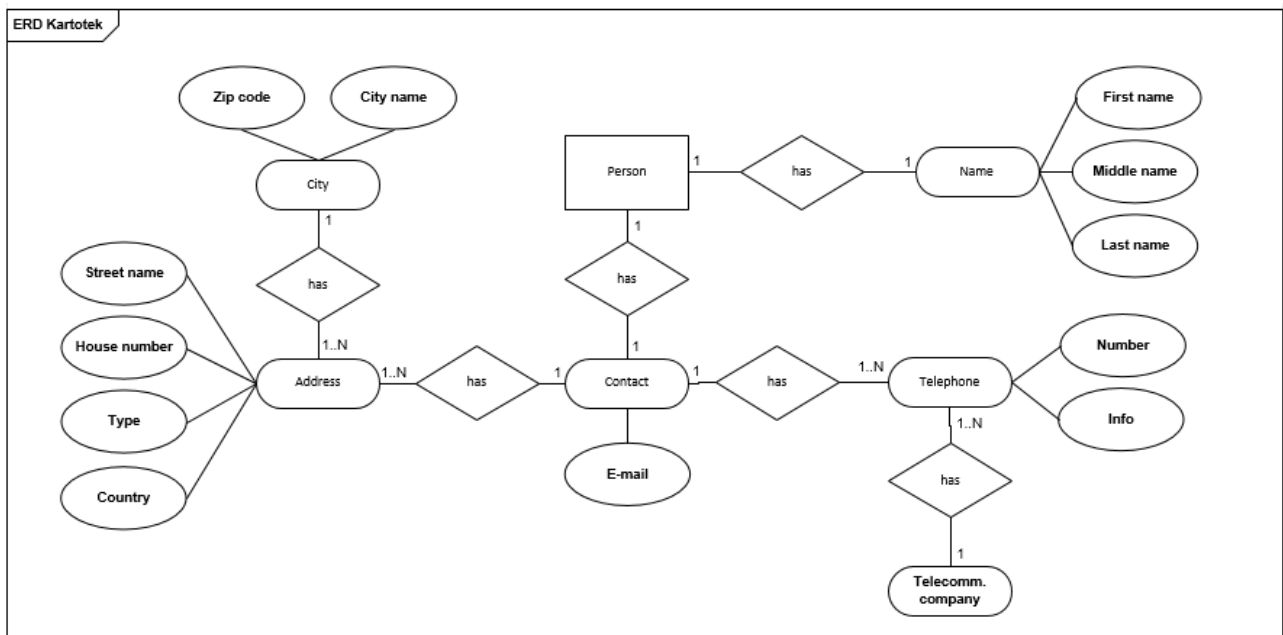 ERD Kartotek
Zip code
City name
First name
Person
1
has
1
Name
Middle name
City
1
1
Last name
Street name
has
has
House number
1..N
1
Number
Address
1..N
has
1
Contact
1
has
1..N
Telephone
Type
1..N
Info
E-mail
has
Country
1
Telecomm.
company